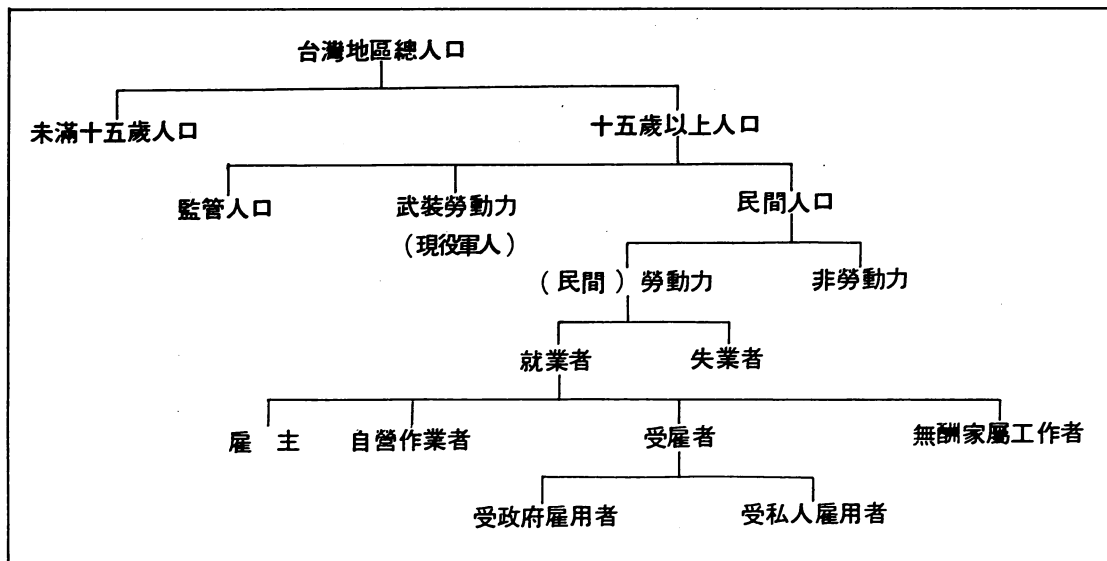 台灣地區總人口
未滿十五歲人口
十五歲以上人口
監管人口
武裝勞動力
民間人口
（現役軍人）
（民間）勞動力
非勞動力
就業者
失業者
雇　主
自營作業者
受雇者
無酬家屬工作者
受政府雇用者
受私人雇用者